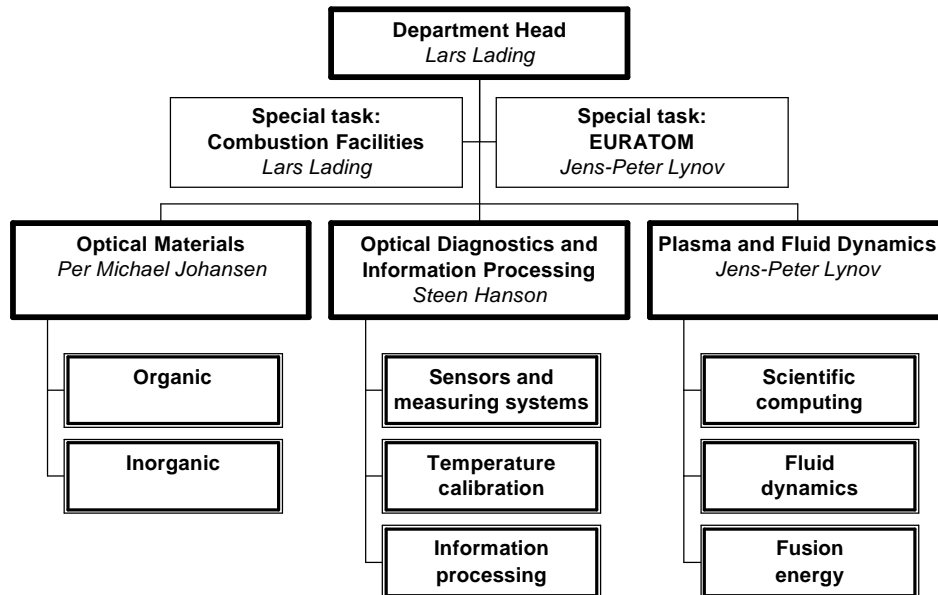 Department Head
Lars Lading
Special task:
Combustion Facilities
Lars Lading
Special task:
EURATOM
Jens-Peter Lynov
Optical Materials
Per Michael Johansen
Optical Diagnostics and
Information Processing
Steen Hanson
Plasma and Fluid Dynamics
Jens-Peter Lynov
Organic
Inorganic
Sensors and
measuring systems
Temperature
calibration
Information
processing
Scientific
computing
Fluid
dynamics
Fusion
energy